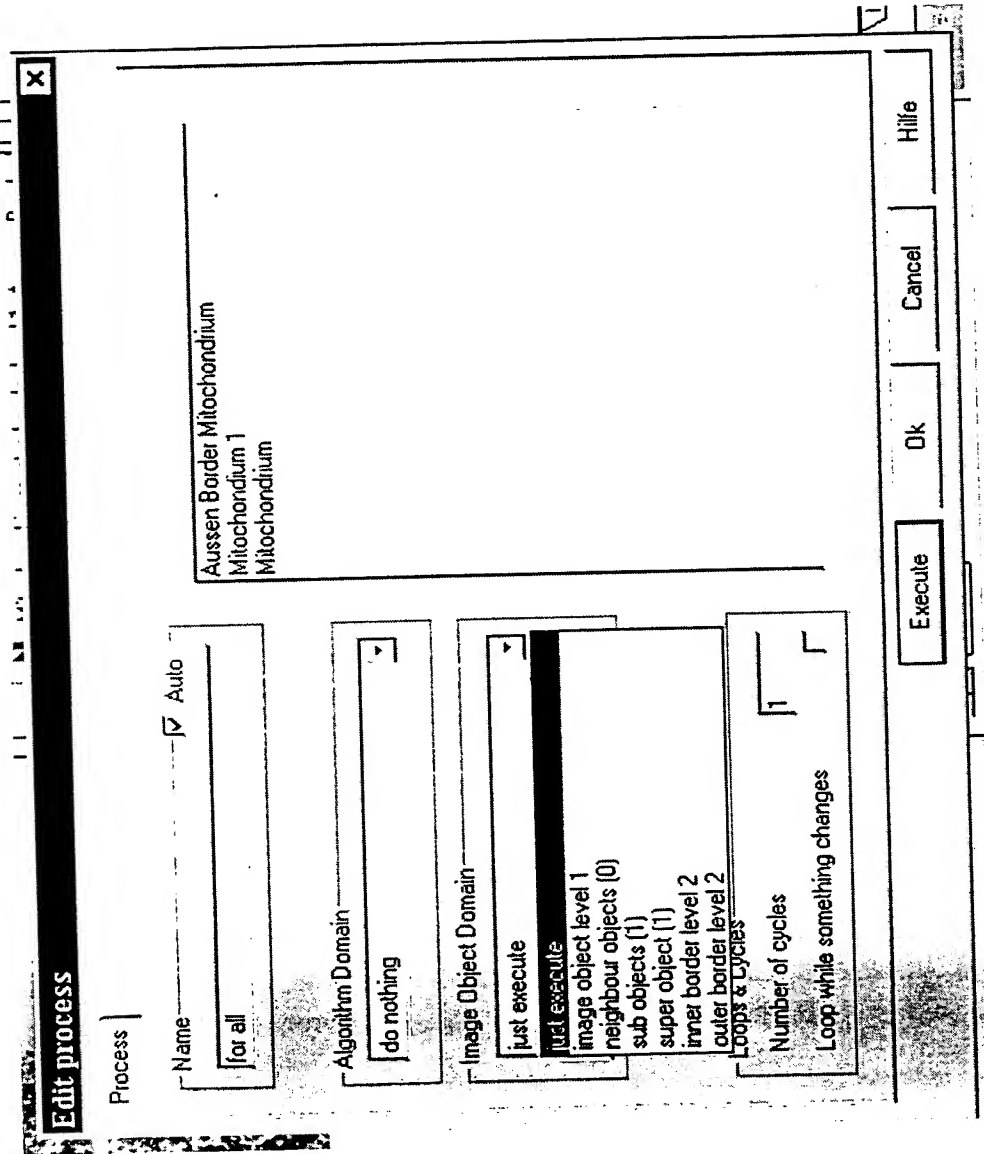 Edit process
Process
Name
Auto
for all
Algorithm Domain
do nothing
Image Object Domain
just execute
just execute
image object level 1
neighbour objects (0)
sub objects (1)
super object (1)
inner border level 2
outer border level 2
Loops & Cycles
Number of cycles
1
Loop while something changes
Aussen Border Mitochondrium
Mitochondium 1
Mitochondrium
Execute
Ok
Cancel
Hilfe